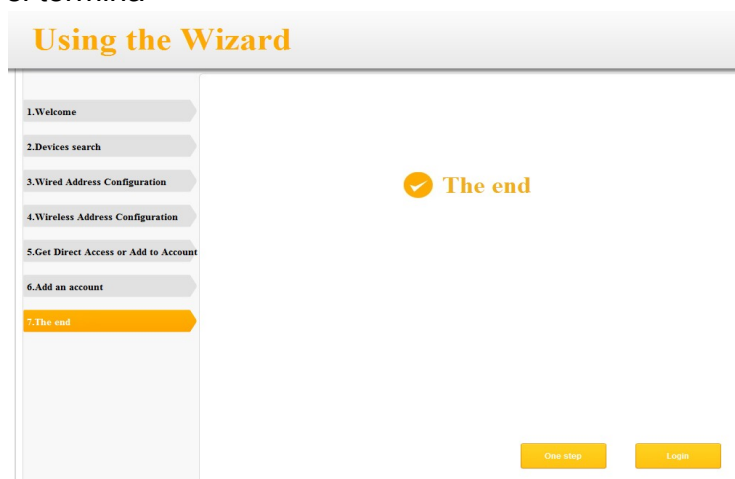 Using the Wizard
1.Welcome
2.Devices search
3.Wired Address Configuration
4.Wireless Address Configuration
5.Get Direct Access or Add to Account
6.Add an account
7.The end
The end
One step
Login